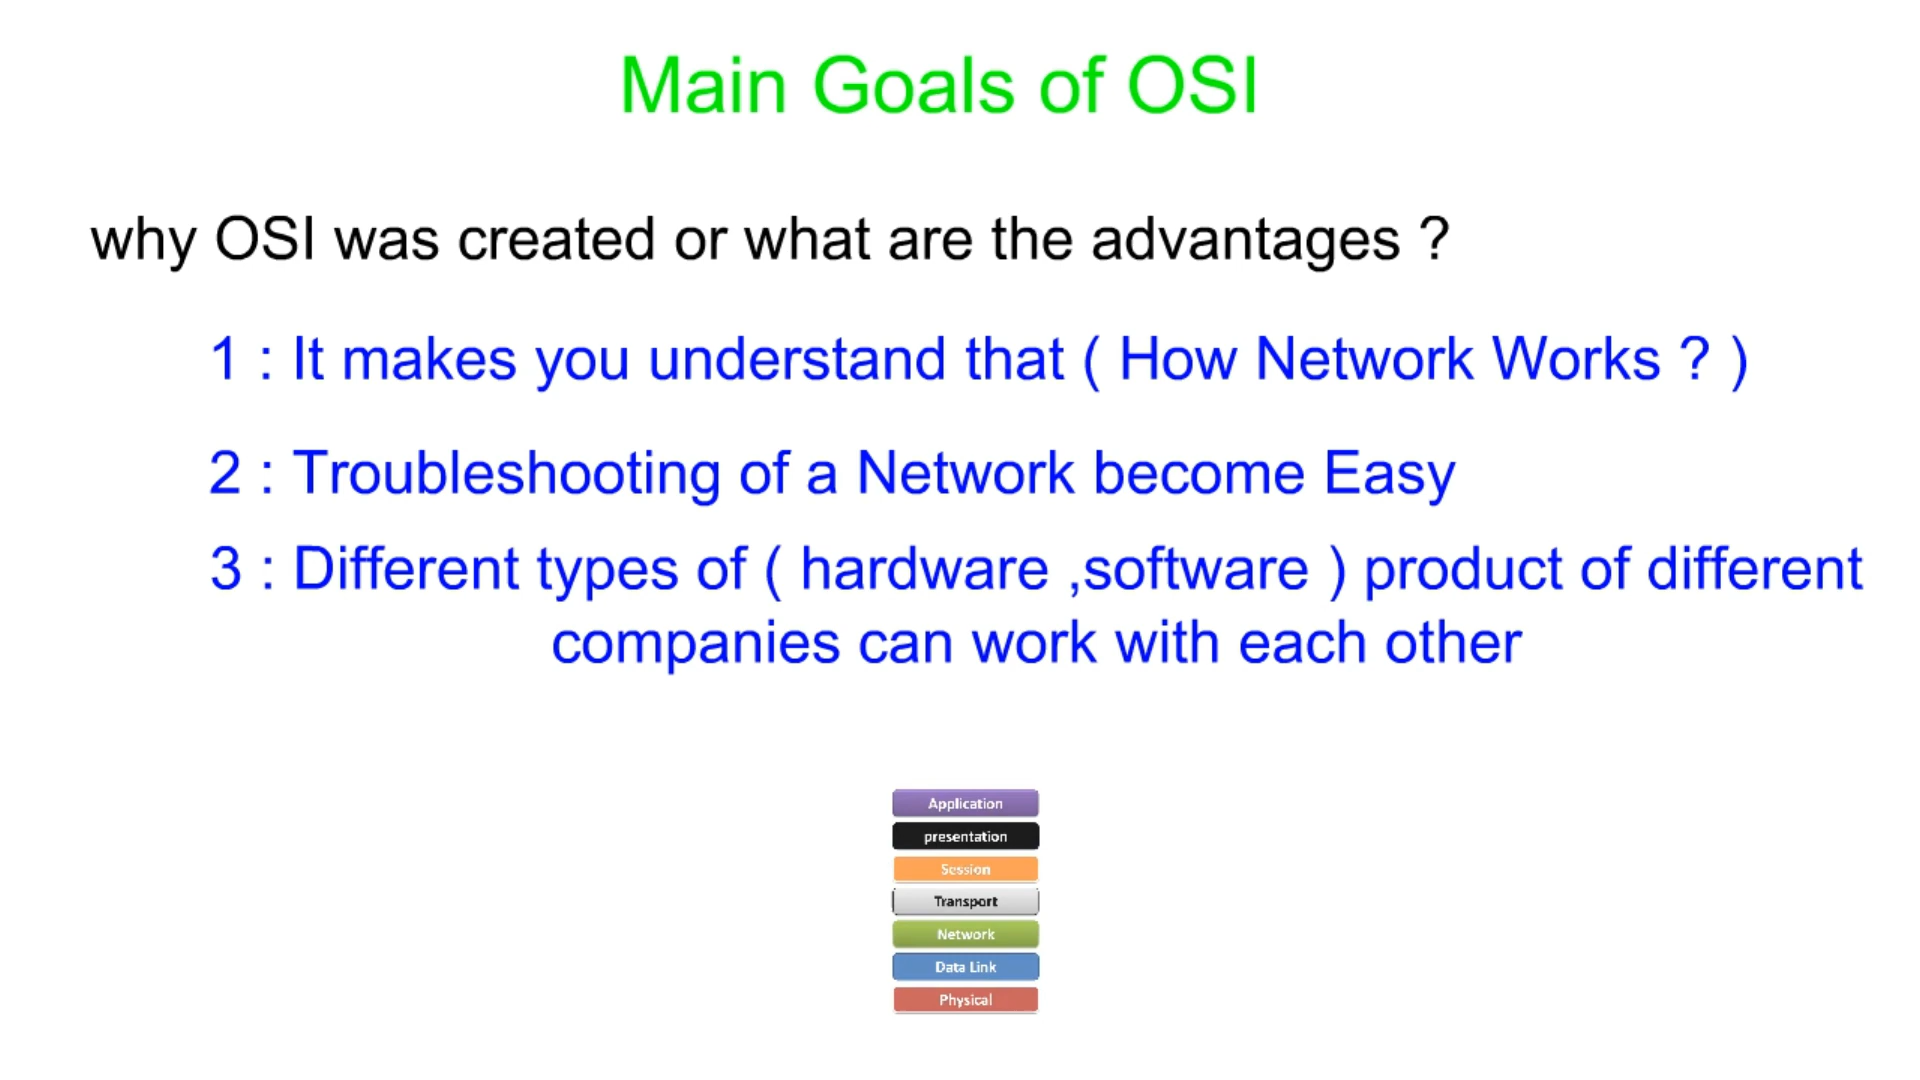 Main Goals of OSI
why OSI was created or what are the advantages ?
1 : It makes you understand that ( How Network Works ? )
2 : Troubleshooting of a Network become Easy
3 : Different types of ( hardware ,software ) product of different
companies can work with each other
Application
presentation
Session
Transport
Network
Data Link
Physical